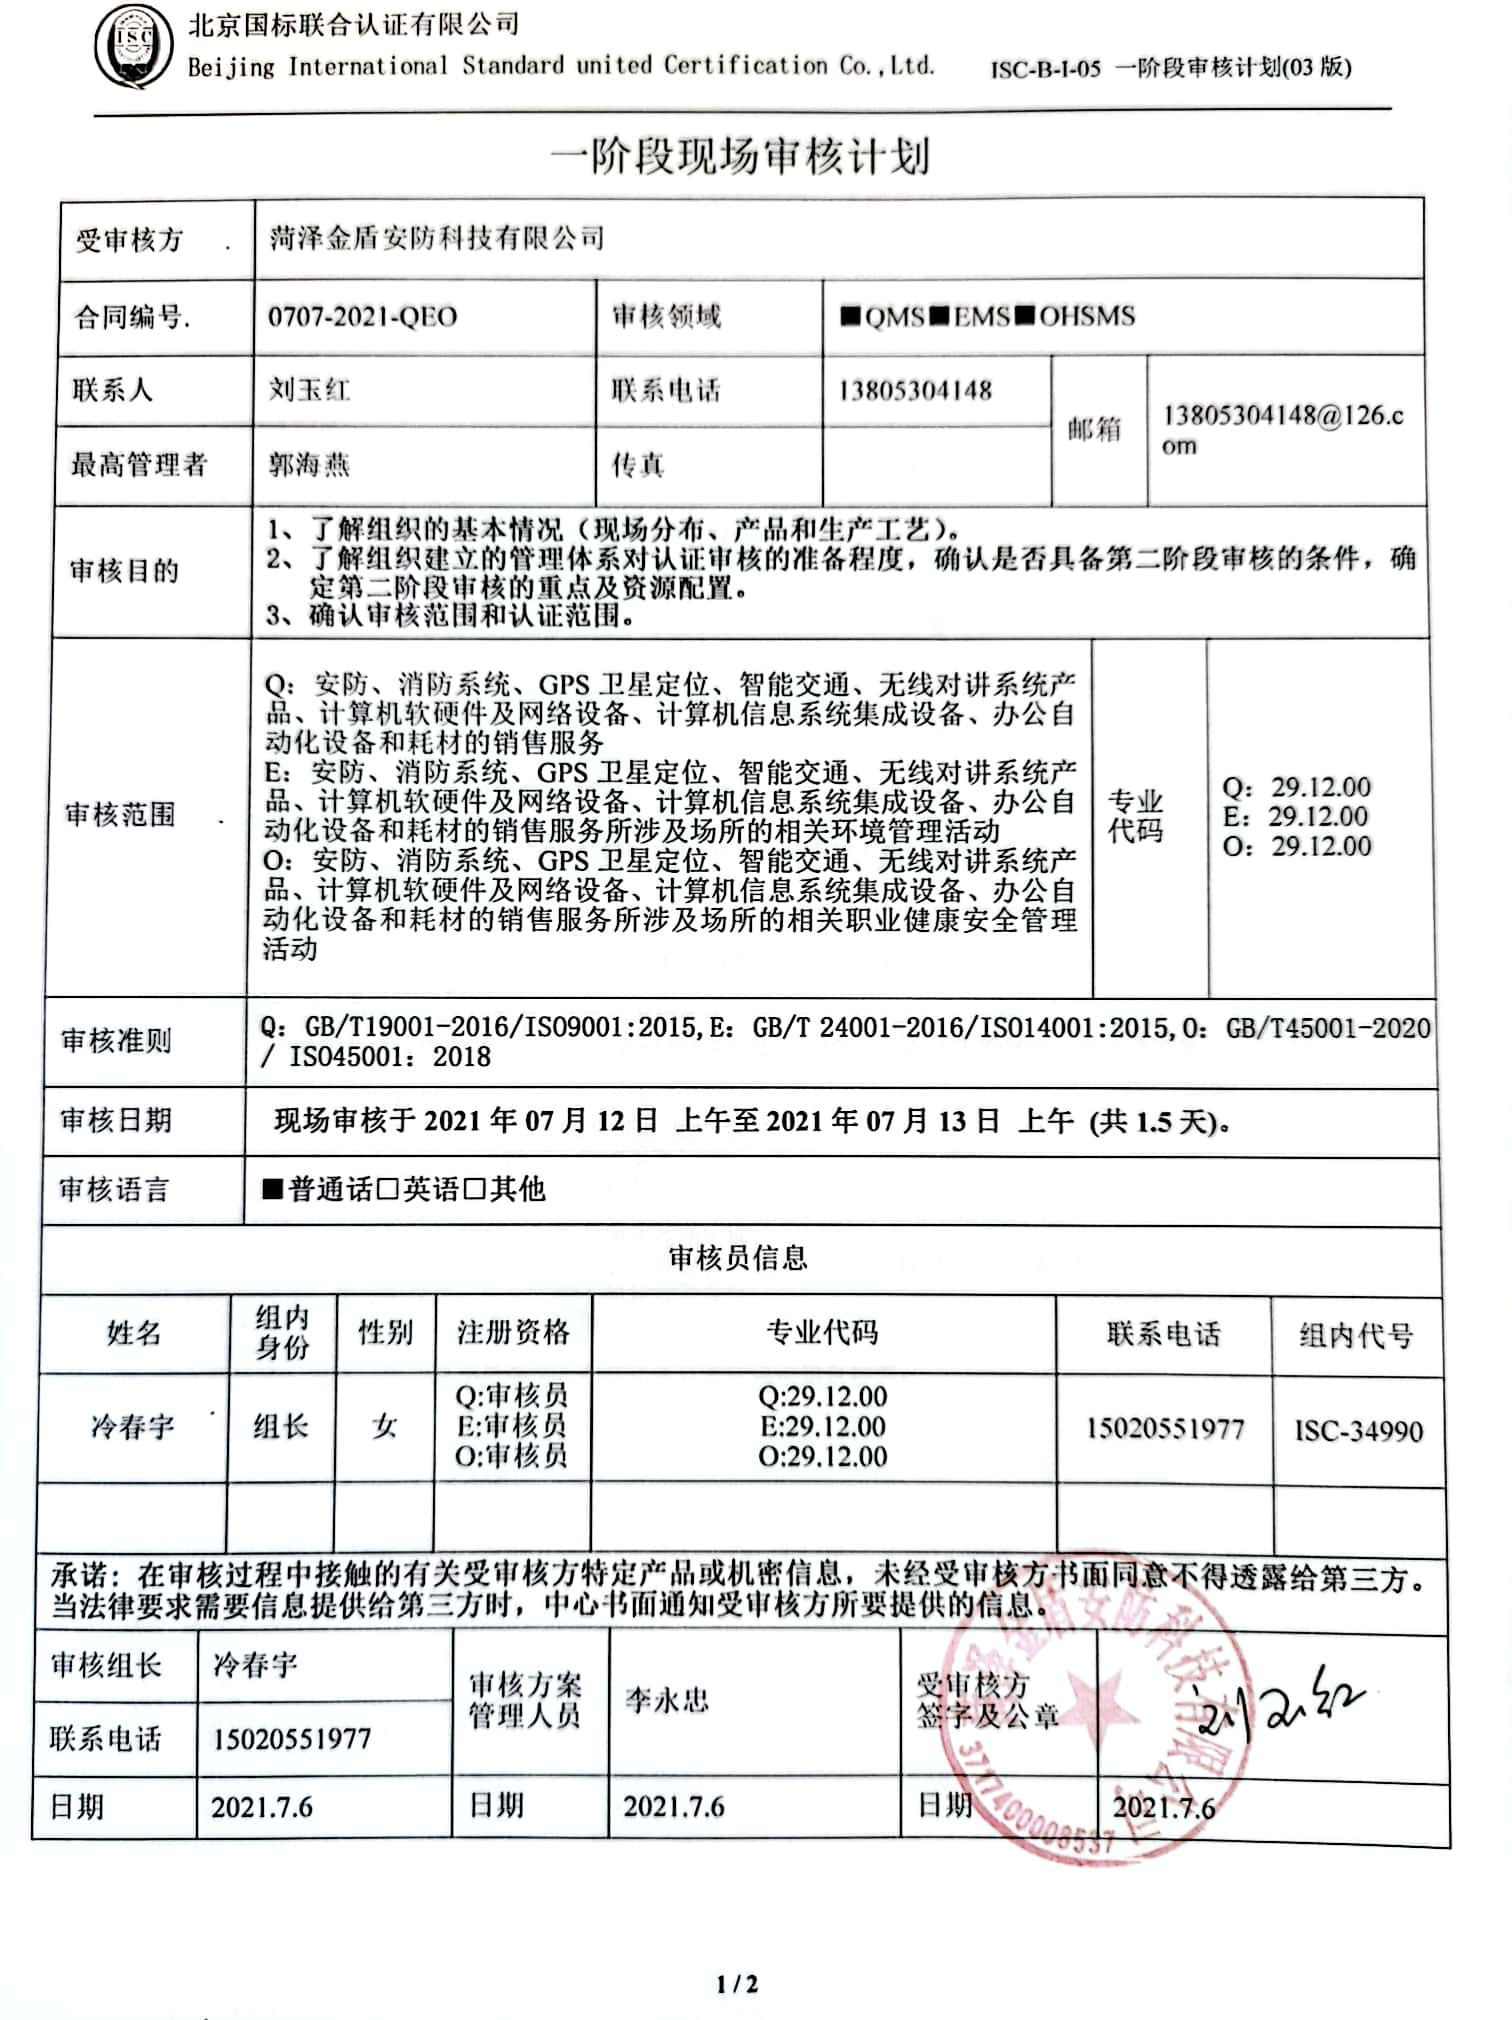 ISC
北京国标联合认证有限公司
Beijing International Standard united Certification Co.,Ltd.
ISC-B-I-05 一阶段审核计划(03 版)
一阶段现场审核计划
受审核方
菏泽金盾安防科技有限公司
合同编号.
0707-2021-QEO
审核领域
■QMS■EMS■OHSMS
联系人
刘玉红
联系电话
13805304148
邮箱
13805304148@126.c
om
最高管理者
郭海燕
传真
审核目的
1、了解组织的基本情况（现场分布、产品和生产工艺）。
2、了解组织建立的管理体系对认证审核的准备程度，确认是否具备第二阶段审核的条件，确
定第二阶段审核的重点及资源配置。
3、确认审核范围和认证范围。
审核范围
Q：安防、消防系统、GPS 卫星定位、智能交通、无线对讲系统产
品、计算机软硬件及网络设备、计算机信息系统集成设备、办公自
动化设备和耗材的销售服务
E：安防、消防系统、GPS 卫星定位、智能交通、无线对讲系统产
品、计算机软硬件及网络设备、计算机信息系统集成设备、办公自
动化设备和耗材的销售服务所涉及场所的相关环境管理活动
O：安防、消防系统、GPS 卫星定位、智能交通、无线对讲系统产
品、计算机软硬件及网络设备、计算机信息系统集成设备、办公自
动化设备和耗材的销售服务所涉及场所的相关职业健康安全管理
活动
专业
代码
Q：29.12.00
E：29.12.00
O：29.12.00
审核准则
Q：GB/T19001-2016/ISO9001:2015,E：GB/T 24001-2016/ISO14001:2015,O：GB/T45001-2020
/ ISO45001：2018
审核日期
现场审核于 2021 年 07 月 12 日 上午至 2021 年 07 月 13 日 上午 (共 1.5 天)。
审核语言
■普通话□英语□其他
审核员信息
姓名
组内
身份
性别
注册资格
专业代码
联系电话
组内代号
冷春宇
组长
女
Q:审核员
E:审核员
O:审核员
Q:29.12.00
E:29.12.00
O:29.12.00
15020551977
ISC-34990
承诺：在审核过程中接触的有关受审核方特定产品或机密信息，未经受审核方书面同意不得透露给第三方。
当法律要求需要信息提供给第三方时，中心书面通知受审核方所要提供的信息。
审核组长
冷春宇
审核方案
管理人员
李永忠
受审核方
签字及公章
刘玉红
联系电话
15020551977
日期
2021.7.6
日期
2021.7.6
日期
2021.7.6
菏泽金盾安防科技有限公司
3717400009537
1 / 2